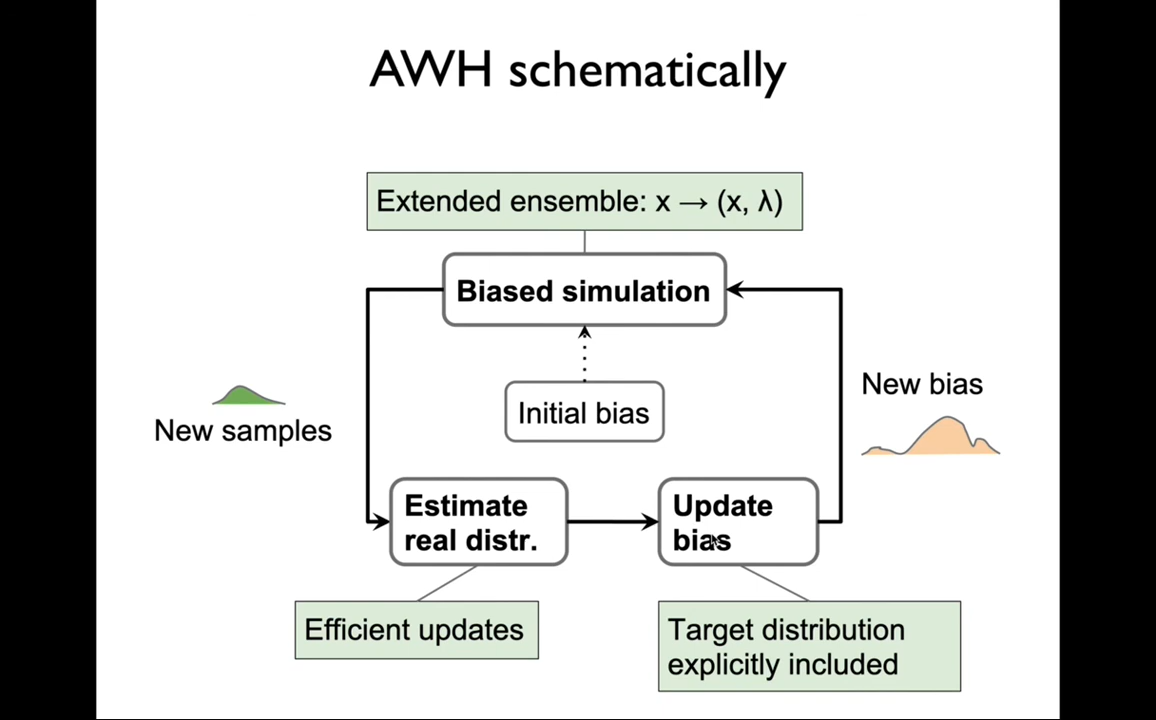 AWH schematically
Extended ensemble: x → (x, λ)
Biased simulation
Initial bias
New samples
New bias
Estimate
real distr.
Update
bias
Efficient updates
Target distribution
explicitly included